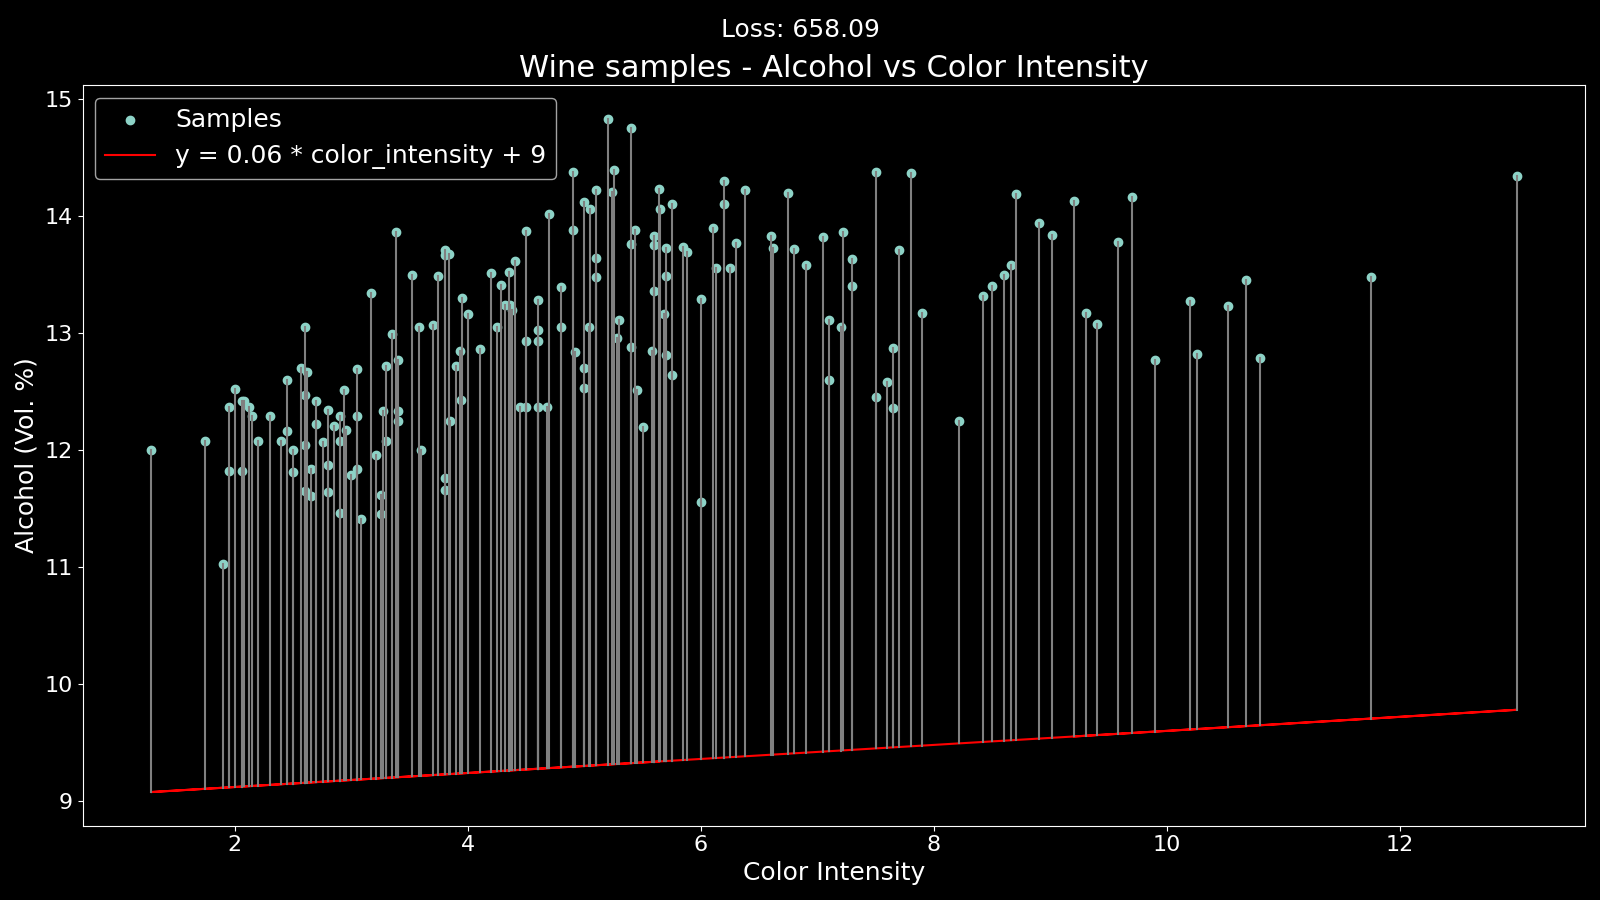 Loss: 658.09
Wine samples - Alcohol vs Color Intensity
Samples
y = 0.06 * color_intensity + 9
Alcohol (Vol. %)
15
14
13
12
11
10
9
2 4 6 8 10 12
Color Intensity